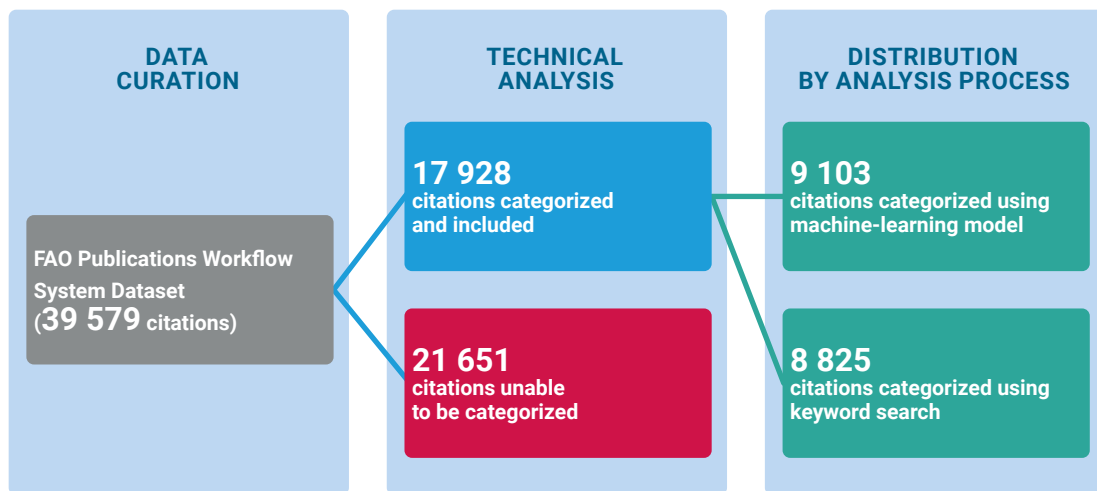 DATA
CURATION
FAO Publications Workflow
System Dataset
(39 579 citations)
TECHNICAL
ANALYSIS
17 928
citations categorized
and included
21 651
citations unable
to be categorized
DISTRIBUTION
BY ANALYSIS PROCESS
9 103
citations categorized using
machine-learning model
8 825
citations categorized using
keyword search